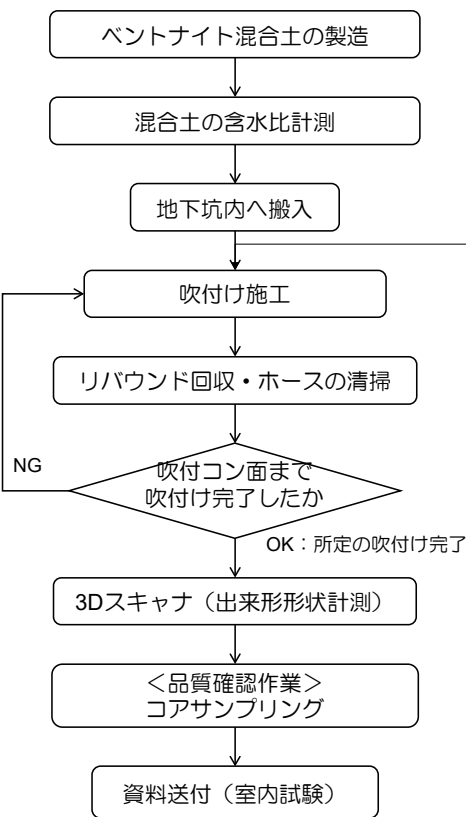 ベントナイト混合土の製造
混合土の含水比計測
地下坑内へ搬入
吹付け施工
リバウンド回収・ホースの清掃
吹付コン面まで
吹付け完了したか
NG
OK：所定の吹付け完了
3Dスキャナ（出来形形状計測）
＜品質確認作業＞
コアサンプリング
資料送付（室内試験）